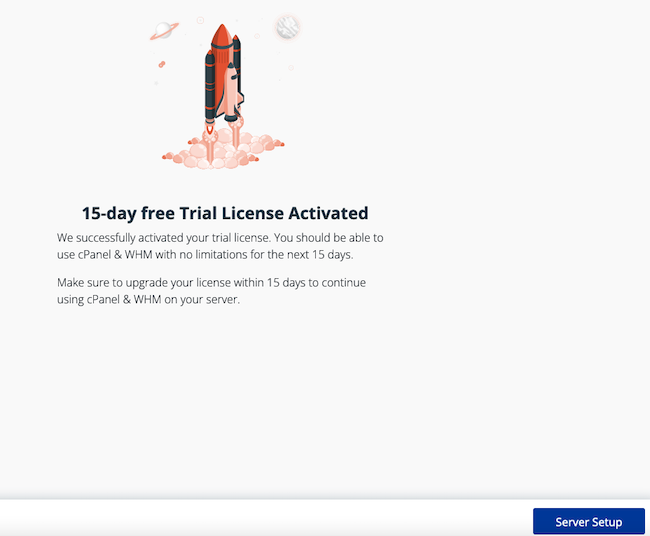 15-day free Trial License Activated
We successfully activated your trial license. You should be able to
use cPanel & WHM with no limitations for the next 15 days.
Make sure to upgrade your license within 15 days to continue
using cPanel & WHM on your server.
Server Setup